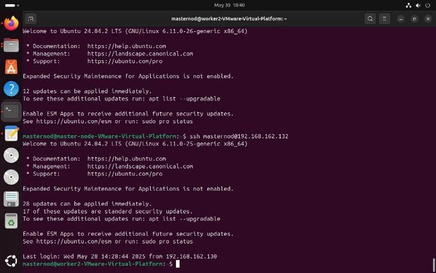 May 30 18:40
masternod@worker2-VMware-Virtual-Platform: ~
Welcome to Ubuntu 24.04.2 LTS (GNU/Linux 6.11.0-26-generic x86_64)
* Documentation: https://help.ubuntu.com
* Management: https://landscape.canonical.com
* Support: https://ubuntu.com/pro
Expanded Security Maintenance for Applications is not enabled.
12 updates can be applied immediately.
To see these additional updates run: apt list --upgradable
Enable ESM Apps to receive additional future security updates.
See https://ubuntu.com/esm or run: sudo pro status
masternod@master-node-VMware-Virtual-Platform:~$ ssh masternod@192.168.162.132
Welcome to Ubuntu 24.04.2 LTS (GNU/Linux 6.11.0-25-generic x86_64)
* Documentation: https://help.ubuntu.com
* Management: https://landscape.canonical.com
* Support: https://ubuntu.com/pro
Expanded Security Maintenance for Applications is not enabled.
28 updates can be applied immediately.
17 of these updates are standard security updates.
To see these additional updates run: apt list --upgradable
Enable ESM Apps to receive additional future security updates.
See https://ubuntu.com/esm or run: sudo pro status
Last login: Wed May 28 14:28:44 2025 from 192.168.162.130
masternod@worker2-VMware-Virtual-Platform:~$